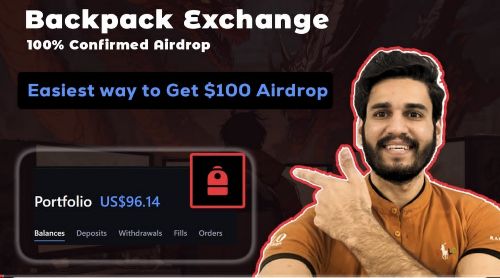 Backpack Exchange
100% Confirmed Airdrop
Easiest way to Get $100 Airdrop
Portfolio US$96.14
Balances Deposits Withdrawals Fills Orders